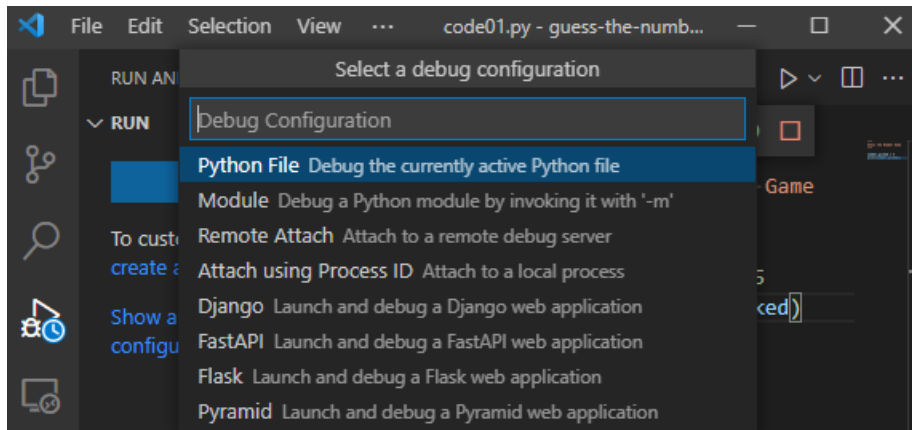 File Edit Selection View ··· code01.py - guess-the-numb...
RUN AN
Select a debug configuration
RUN
Debug Configuration
Python File Debug the currently active Python file
Game
Module Debug a Python module by invoking it with '-m'
To custo
Remote Attach Attach to a remote debug server
create a
Attach using Process ID Attach to a local process
5
Show a
Django Launch and debug a Django web application
ked)
configu
FastAPI Launch and debug a FastAPI web application
Flask Launch and debug a Flask web application
Pyramid Launch and debug a Pyramid web application